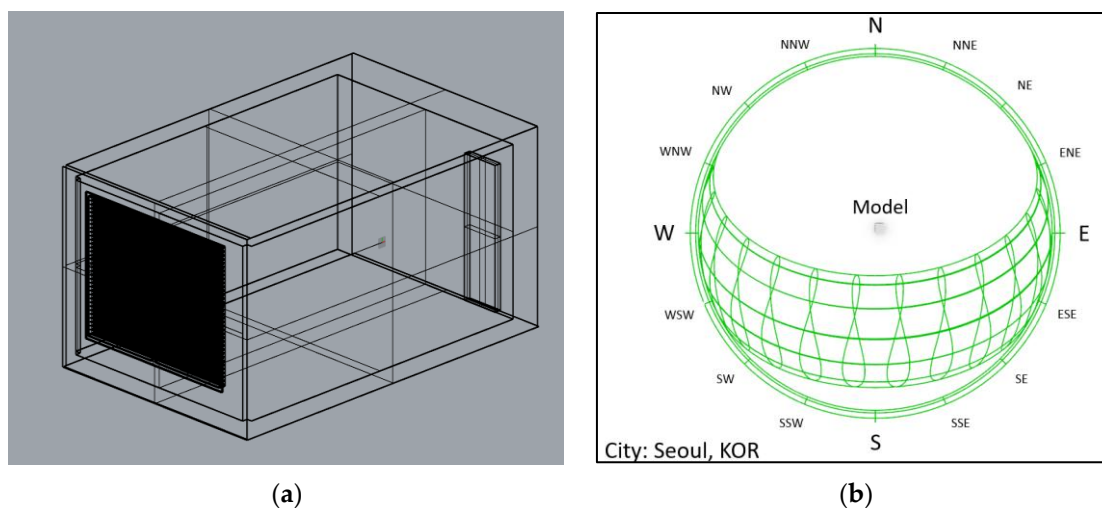 N
NNW
NNE
NW
NE
WNW
ENE
Model
W
E
WSW
ESE
SW
SE
SSW
SSE
S
City: Seoul, KOR
(a)
(b)